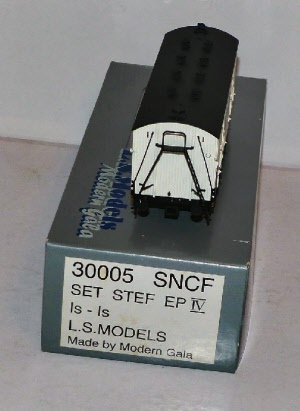 L.S.Models
Modern Gala
30005 SNCF
SET STEF EP IV
Is - Is
L.S.MODELS
Made by Modern Gala